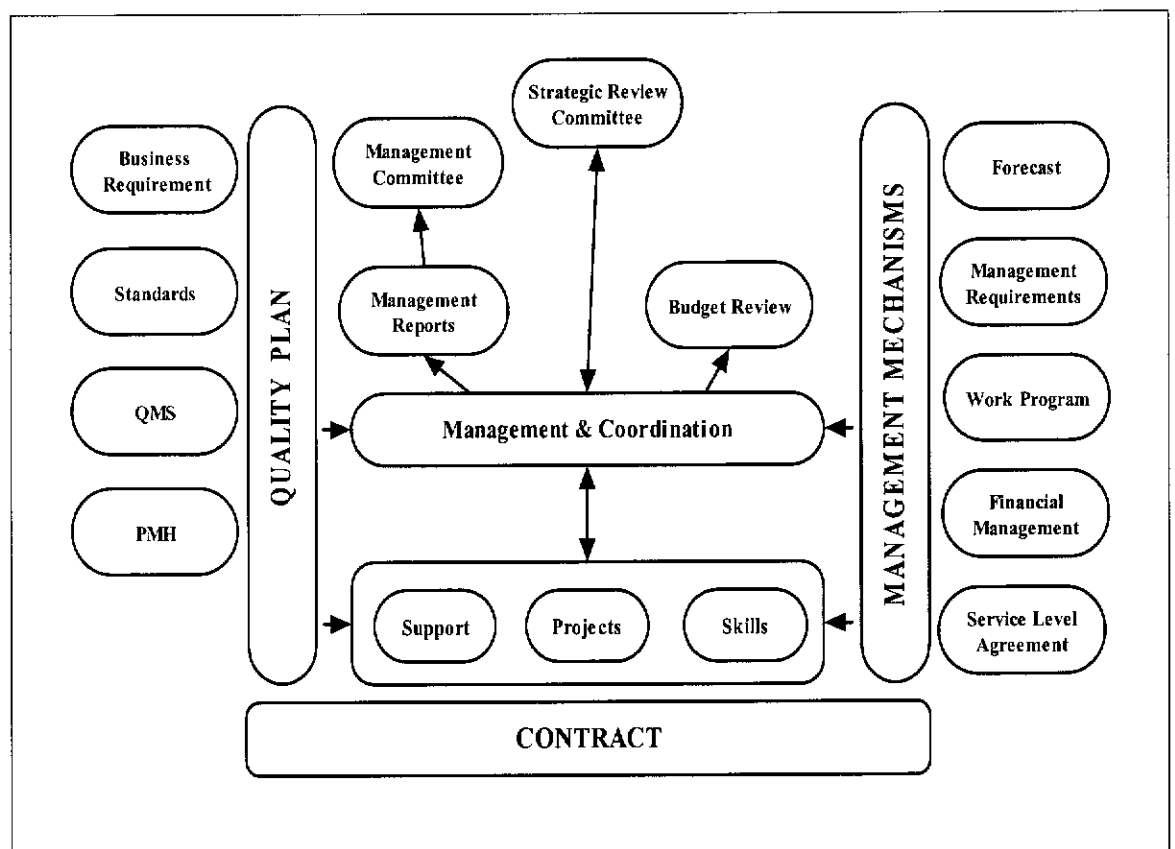 Strategic Review
Committee
Business
Requirement
Management
Committee
Forecast
Standards
Management
Reports
Budget Review
Management
Requirements
QUALITY PLAN
MANAGEMENT MECHANISMS
QMS
Management & Coordination
Work Program
PMH
Financial
Management
Support
Projects
Skills
Service Level
Agreement
CONTRACT